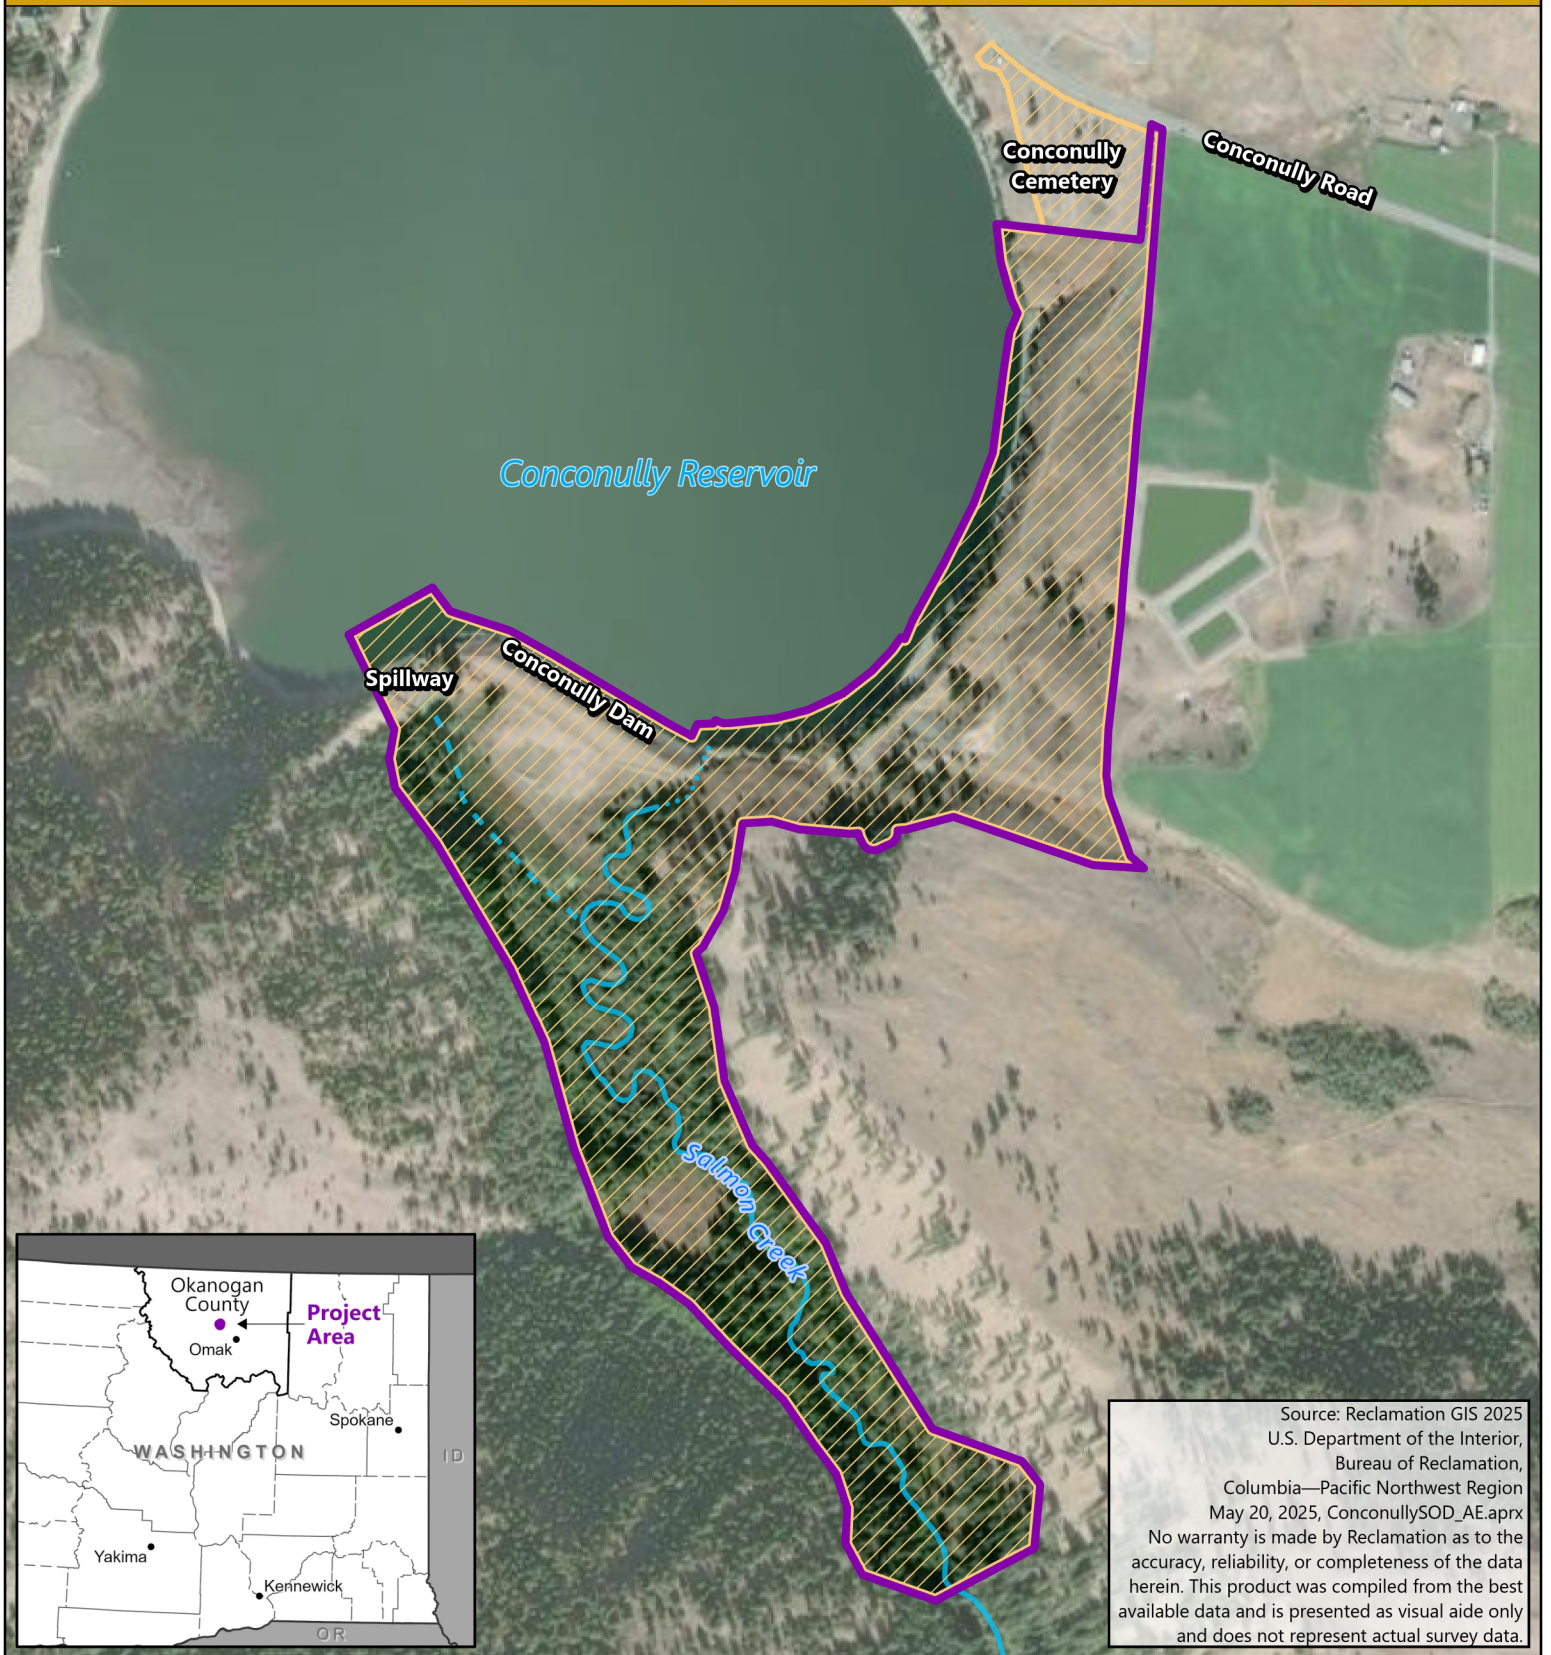 Conconully
Cemetery
Conconully Road
Conconully Reservoir
Spillway
Conconully Dam
Salmon Creek
Okanogan
County
Project
Area
Omak
Spokane
WASHINGTON
ID
Yakima
Kennewick
OR
Source: Reclamation GIS 2025
U.S. Department of the Interior,
Bureau of Reclamation,
Columbia—Pacific Northwest Region
May 20, 2025, ConconullySOD_AE.aprx
No warranty is made by Reclamation as to the
accuracy, reliability, or completeness of the data
herein. This product was compiled from the best
available data and is presented as visual aide only
and does not represent actual survey data.